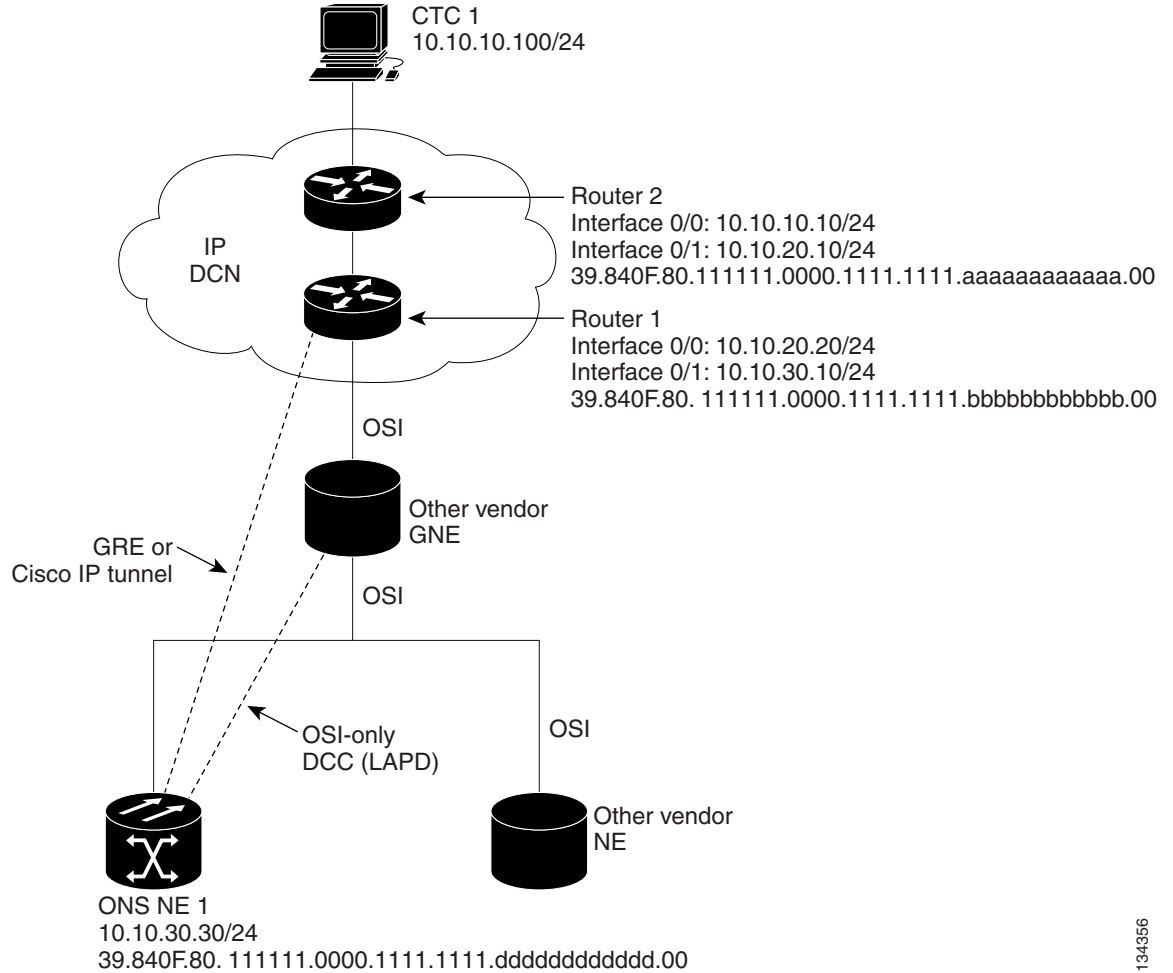 CTC 1
10.10.10.100/24
IP
DCN
Router 2
Interface 0/0: 10.10.10.10/24
Interface 0/1: 10.10.20.10/24
39.840F.80.111111.0000.1111.1111.aaaaaaaaaaaa.00
Router 1
Interface 0/0: 10.10.20.20/24
Interface 0/1: 10.10.30.10/24
39.840F.80. 111111.0000.1111.1111.bbbbbbbbbbbb.00
OSI
Other vendor
GNE
GRE or
Cisco IP tunnel
OSI
OSI-only
DCC (LAPD)
OSI
Other vendor
NE
ONS NE 1
10.10.30.30/24
39.840F.80. 111111.0000.1111.1111.dddddddddddd.00
134356